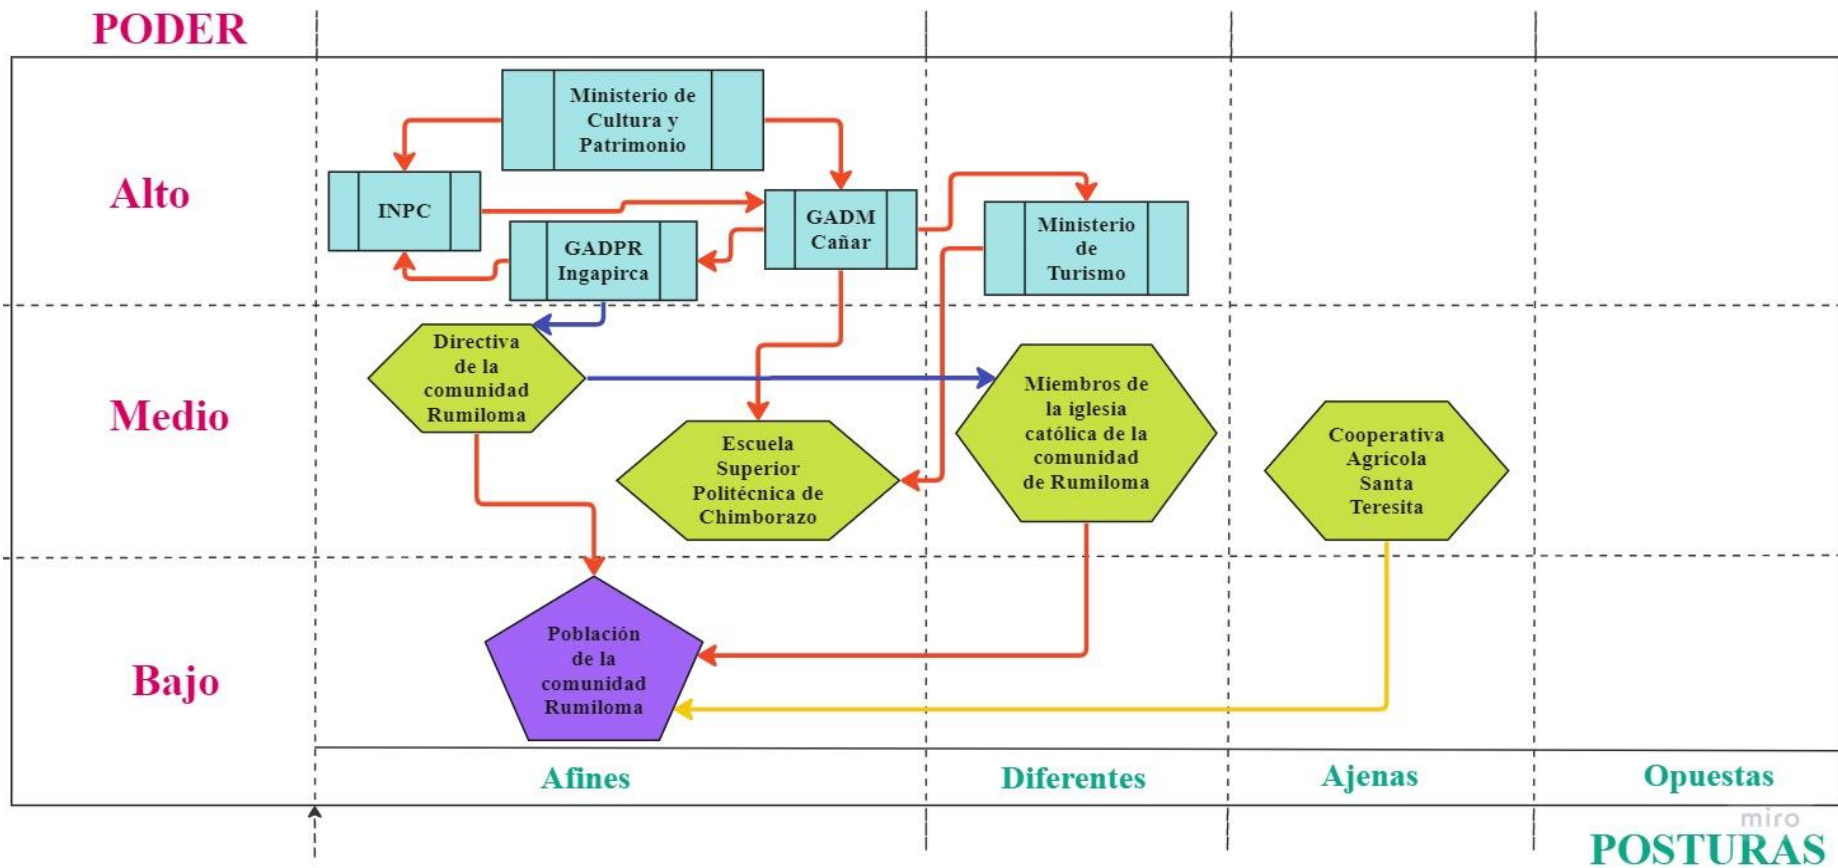 PODER
Alto
Ministerio de
Cultura y
Patrimonio
INPC
GADPR
Ingapirca
GADM
Cañar
Ministerio
de
Turismo
Medio
Directiva
de la
comunidad
Rumiloma
Escuela
Superior
Politécnica de
Chimborazo
Miembros de
la iglesia
católica de la
comunidad
de Rumiloma
Cooperativa
Agrícola
Santa
Teresita
Bajo
Población
de la
comunidad
Rumiloma
Afines
Diferentes
Ajenas
Opuestas
miro
POSTURAS